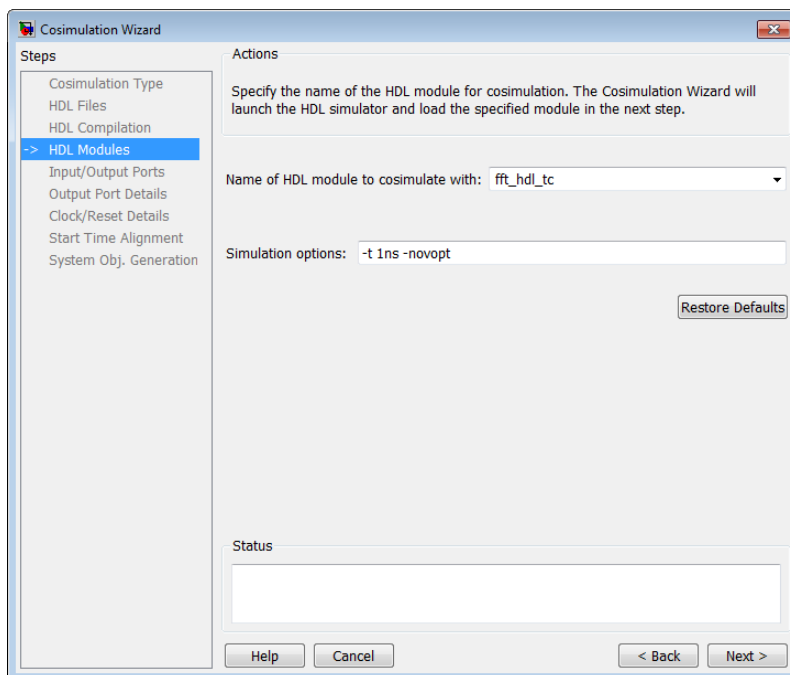 Cosimulation Wizard
Steps
Cosimulation Type
HDL Files
HDL Compilation
-> HDL Modules
Input/Output Ports
Output Port Details
Clock/Reset Details
Start Time Alignment
System Obj. Generation
Actions
Specify the name of the HDL module for cosimulation. The Cosimulation Wizard will
launch the HDL simulator and load the specified module in the next step.
Name of HDL module to cosimulate with: fft_hdl_tc
Simulation options: -t 1ns -novopt
Restore Defaults
Status
Help Cancel < Back Next >